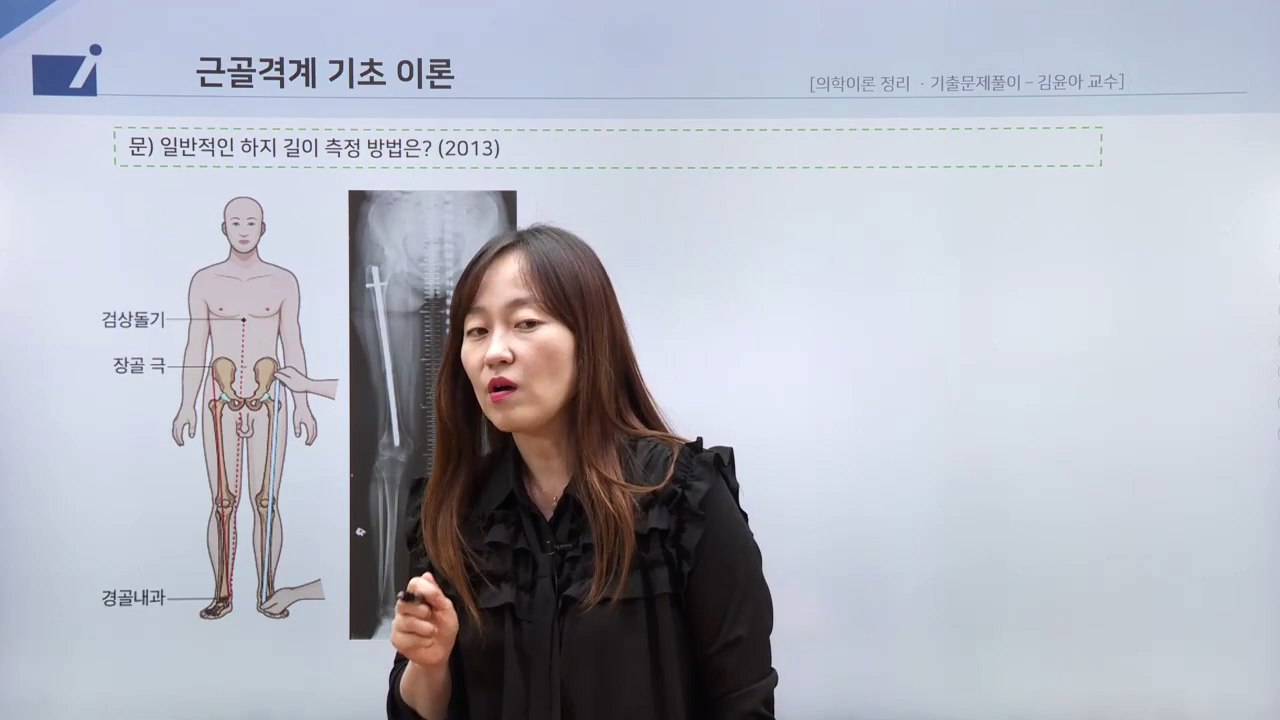 근골격계 기초 이론
[의학이론 정리 · 기출문제풀이 – 김윤아 교수]
문) 일반적인 하지 길이 측정 방법은? (2013)
검상돌기
장골 극
경골내과